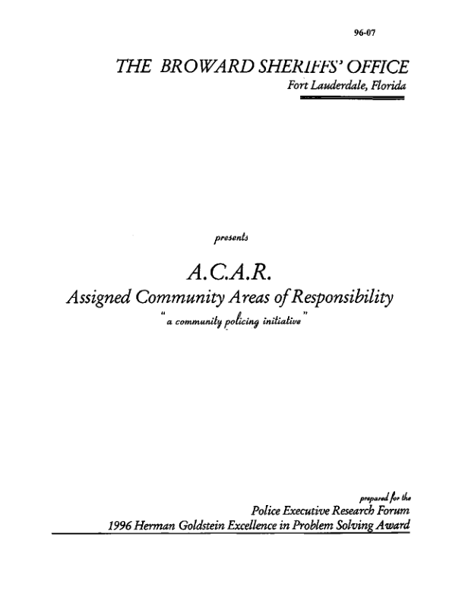 96-07
THE BROWARD SHERIFFS' OFFICE
Fort Lauderdale, Florida
presents
A.C.A.R.
Assigned Community Areas of Responsibility
"a community policing initiative"
prepared for the
Police Executive Research Forum
1996 Herman Goldstein Excellence in Problem Solving Award